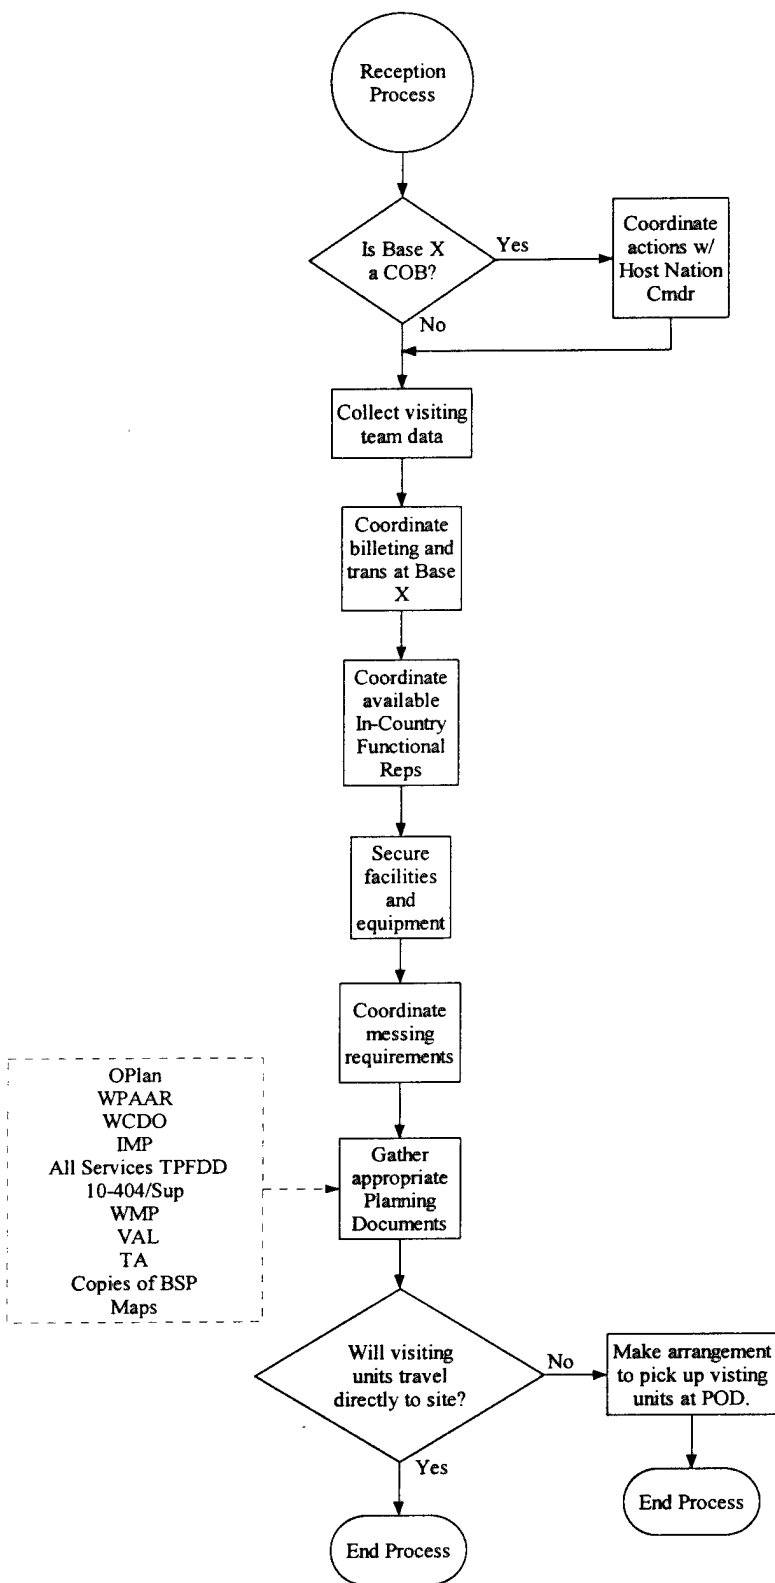 Reception
Process
Is Base X
a COB?
Yes
Coordinate
actions w/
Host Nation
Cmdr
No
Collect visiting
team data
Coordinate
billeting and
trans at Base
X
Coordinate
available
In-Country
Functional
Reps
Secure
facilities
and
equipment
Coordinate
messing
requirements
OPlan
WPAAR
WCDO
IMP
All Services TPFDD
10-404/Sup
WMP
VAL
TA
Copies of BSP
Maps
Gather
appropriate
Planning
Documents
Will visiting
units travel
directly to site?
No
Make arrangement
to pick up visting
units at POD.
Yes
End Process
End Process